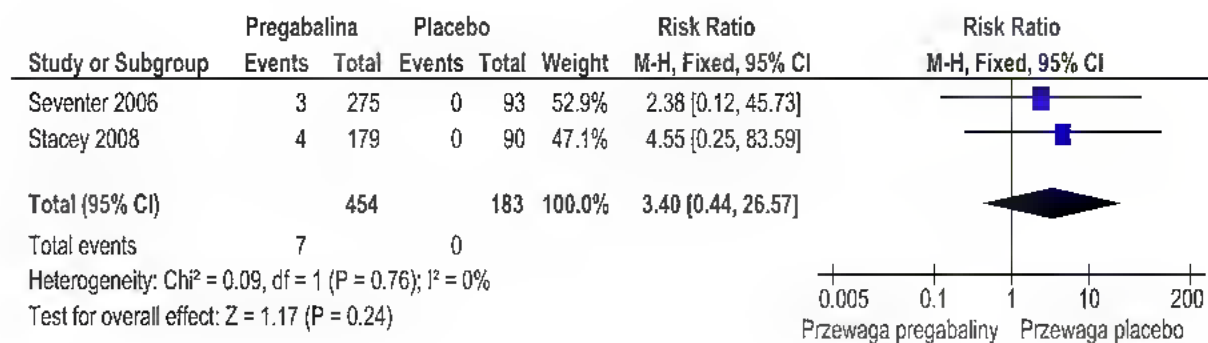 Pregabalina Placebo Risk Ratio Risk Ratio
Study or Subgroup Events Total Events Total Weight M-H, Fixed, 95% CI M-H, Fixed, 95% CI
Seventer 2006 3 275 0 93 52.9% 2.38 [0.12, 45.73]
Stacey 2008 4 179 0 90 47.1% 4.55 [0.25, 83.59]
Total (95% CI) 454 183 100.0% 3.40 [0.44, 26.57]
Total events 7 0
Heterogeneity: Chi² = 0.09, df = 1 (P = 0.76); I² = 0%
Test for overall effect: Z = 1.17 (P = 0.24)
0.005 0.1 1 10 200
Przewaga pregabaliny Przewaga placebo